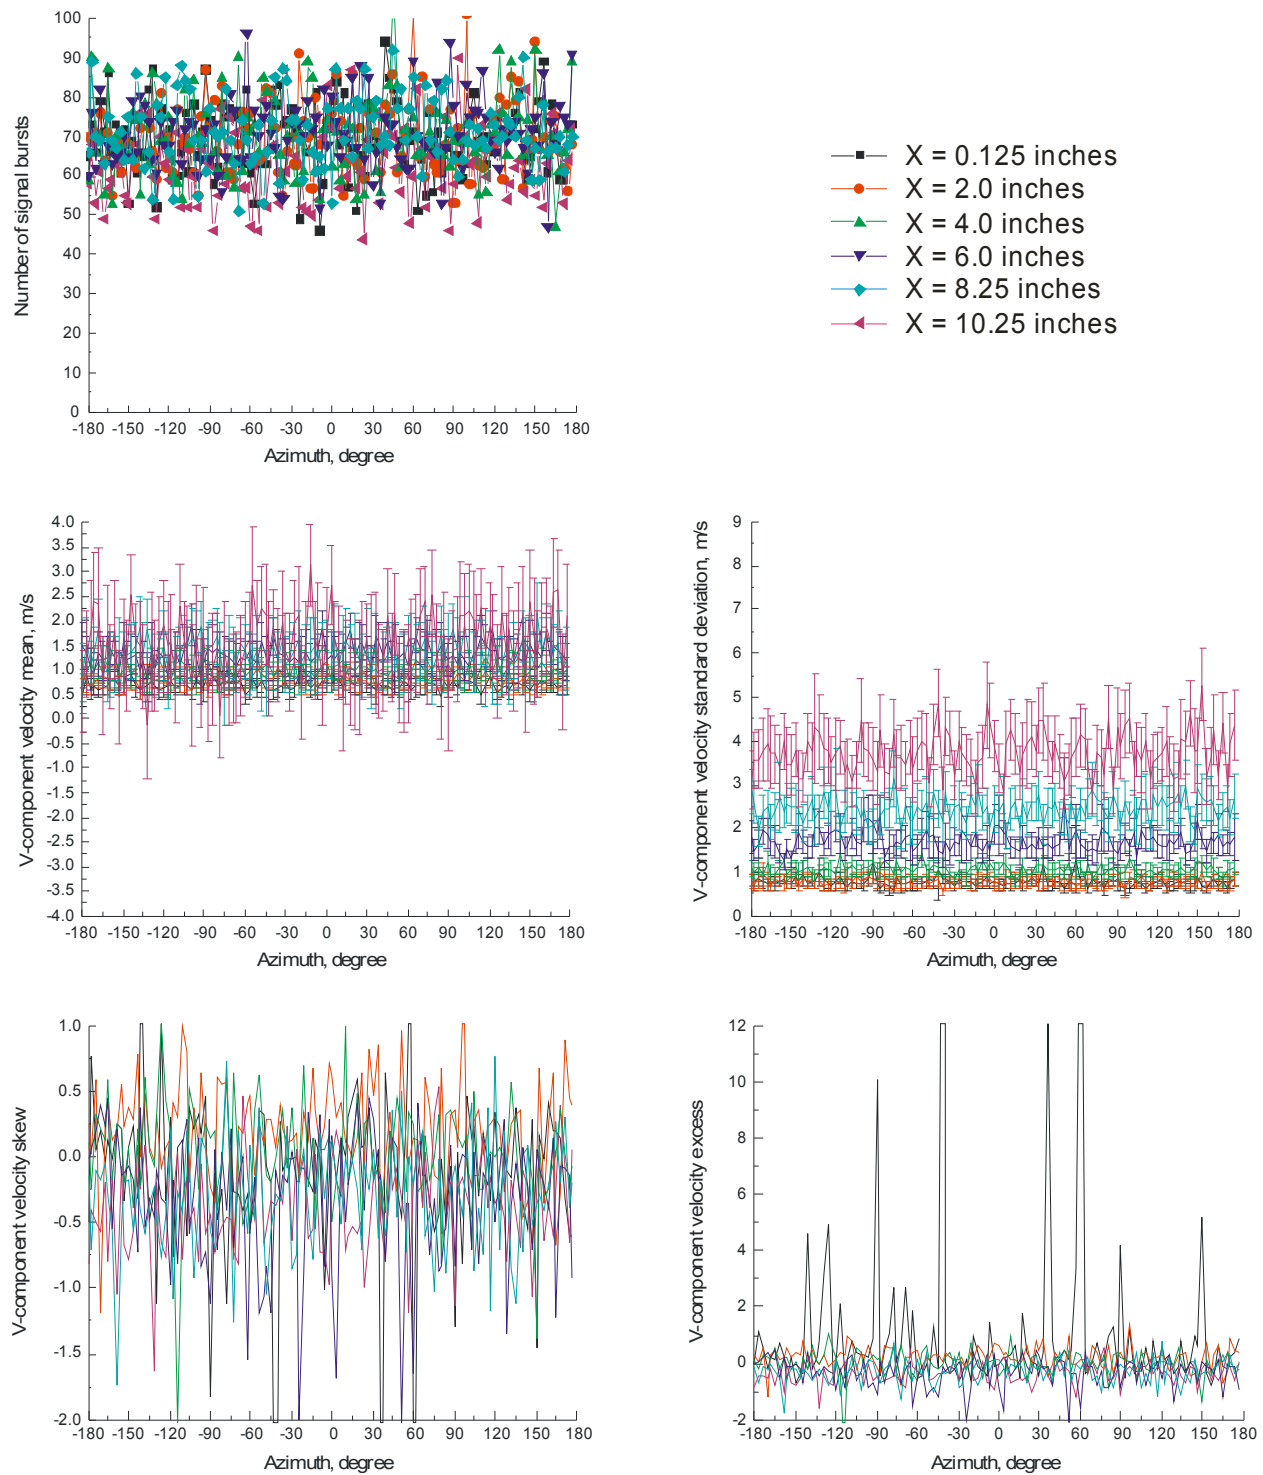 100
90
80
70
60
50
40
30
20
10
0
Number of signal bursts
-180 -150 -120 -90 -60 -30 0 30 60 90 120 150 180
Azimuth, degree
X = 0.125 inches
X = 2.0 inches
X = 4.0 inches
X = 6.0 inches
X = 8.25 inches
X = 10.25 inches
4.0
3.5
3.0
2.5
2.0
1.5
1.0
0.5
0.0
-0.5
-1.0
-1.5
-2.0
-2.5
-3.0
-3.5
-4.0
V-component velocity mean, m/s
-180 -150 -120 -90 -60 -30 0 30 60 90 120 150 180
Azimuth, degree
9
8
7
6
5
4
3
2
1
0
V-component velocity standard deviation, m/s
-180 -150 -120 -90 -60 -30 0 30 60 90 120 150 180
Azimuth, degree
1.0
0.5
0.0
-0.5
-1.0
-1.5
-2.0
V-component velocity skew
-180 -150 -120 -90 -60 -30 0 30 60 90 120 150 180
Azimuth, degree
12
10
8
6
4
2
0
-2
V-component velocity excess
-180 -150 -120 -90 -60 -30 0 30 60 90 120 150 180
Azimuth, degree